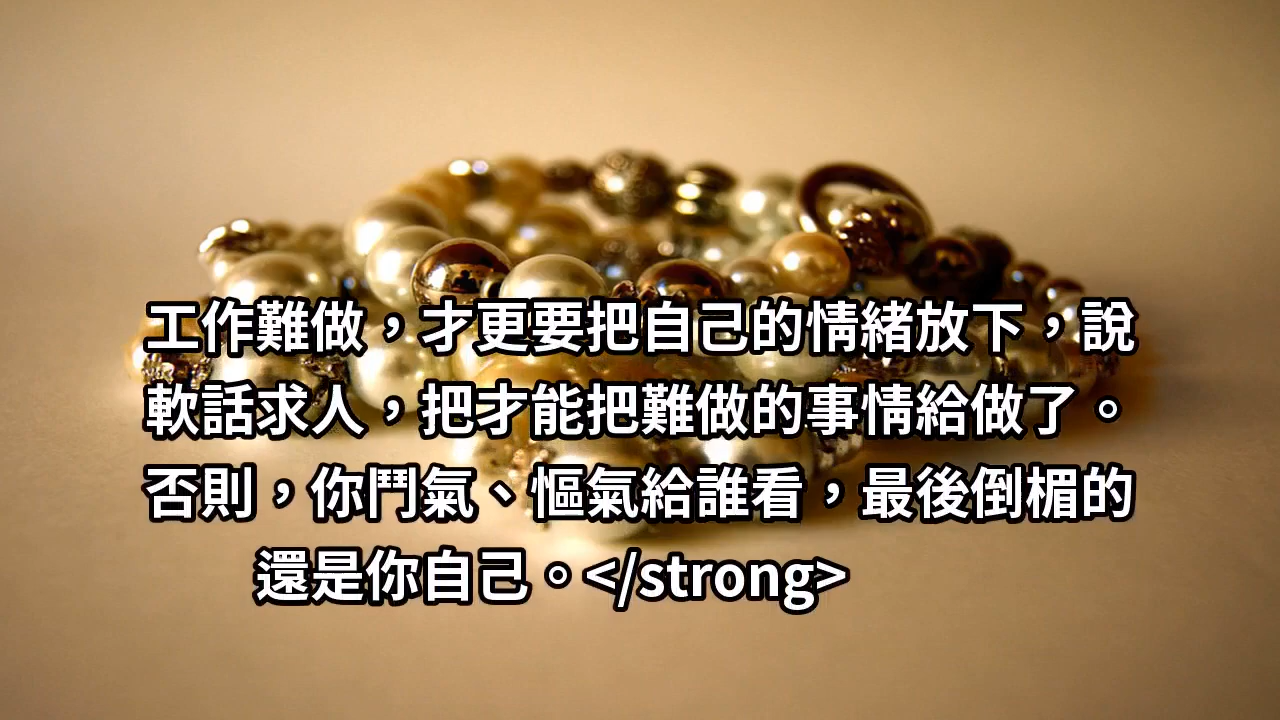 工作難做，才更要把自己的情緒放下，說
軟話求人，把才能把難做的事情給做了。
否則，你鬥氣、慪氣給誰看，最後倒楣的
還是你自己。</strong>